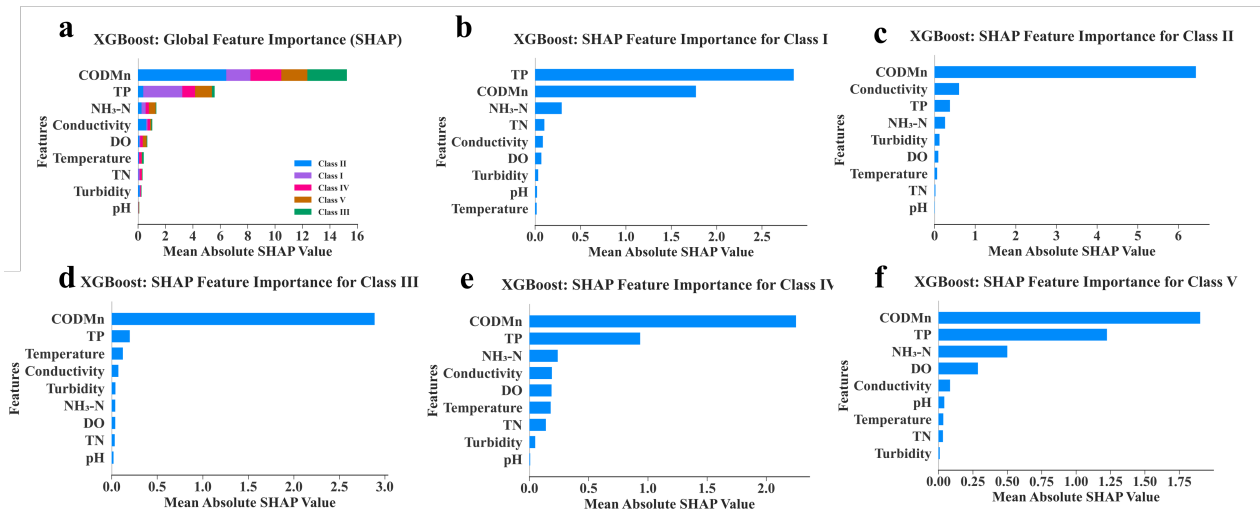 a
XGBoost: Global Feature Importance (SHAP)
Features
CODMn
TP
NH₃-N
Conductivity
DO
Temperature
TN
Turbidity
pH
Class II
Class I
Class IV
Class V
Class III
0 2 4 6 8 10 12 14 16
Mean Absolute SHAP Value
b
XGBoost: SHAP Feature Importance for Class I
Features
TP
CODMn
NH₃-N
TN
Conductivity
DO
Turbidity
pH
Temperature
0.0 0.5 1.0 1.5 2.0 2.5
Mean Absolute SHAP Value
c
XGBoost: SHAP Feature Importance for Class II
Features
CODMn
Conductivity
TP
NH₃-N
Turbidity
DO
Temperature
TN
pH
0 1 2 3 4 5 6
Mean Absolute SHAP Value
d
XGBoost: SHAP Feature Importance for Class III
Features
CODMn
TP
Temperature
Conductivity
Turbidity
NH₃-N
DO
TN
pH
0.0 0.5 1.0 1.5 2.0 2.5 3.0
Mean Absolute SHAP Value
e
XGBoost: SHAP Feature Importance for Class IV
Features
CODMn
TP
NH₃-N
Conductivity
DO
Temperature
TN
Turbidity
pH
0.0 0.5 1.0 1.5 2.0
Mean Absolute SHAP Value
f
XGBoost: SHAP Feature Importance for Class V
Features
CODMn
TP
NH₃-N
DO
Conductivity
pH
Temperature
TN
Turbidity
0.00 0.25 0.50 0.75 1.00 1.25 1.50 1.75
Mean Absolute SHAP Value